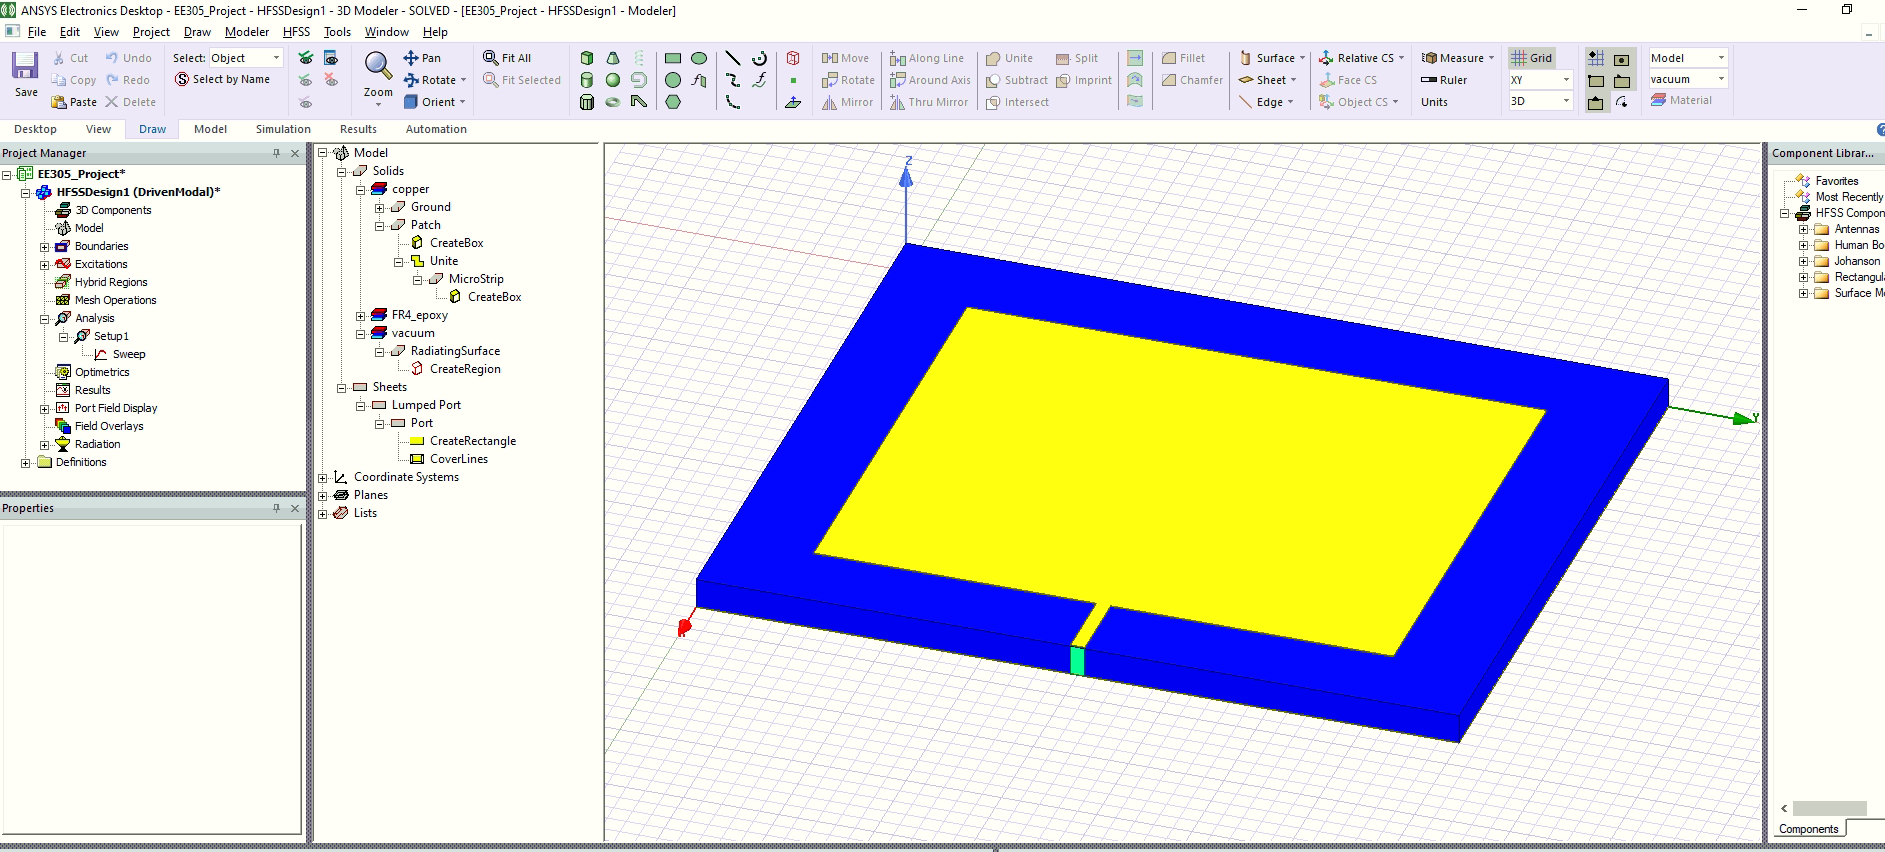 ANSYS Electronics Desktop - EE305_Project - HFSSDesign1 - 3D Modeler - SOLVED - [EE305_Project - HFSSDesign1 - Modeler]
File Edit View Project Draw Modeler HFSS Tools Window Help
Save
Cut
Copy
Paste
Undo
Redo
Delete
Select: Object
Select by Name
Zoom
Pan
Rotate
Orient
Fit All
Fit Selected
Move
Rotate
Mirror
Along Line
Around Axis
Thru Mirror
Unite
Subtract
Intersect
Split
Imprint
Fillet
Chamfer
Surface
Sheet
Edge
Relative CS
Face CS
Object CS
Measure
Ruler
Units
Grid
XY
3D
Model
vacuum
Material
Desktop View Draw Model Simulation Results Automation
Project Manager
EE305_Project*
HFSSDesign1 (DrivenModal)*
3D Components
Model
Boundaries
Excitations
Hybrid Regions
Mesh Operations
Analysis
Setup1
Sweep
Optimetrics
Results
Port Field Display
Field Overlays
Radiation
Definitions
Properties
Model
Solids
copper
Ground
Patch
CreateBox
Unite
MicroStrip
CreateBox
FR4_epoxy
vacuum
RadiatingSurface
CreateRegion
Sheets
Lumped Port
Port
CreateRectangle
CoverLines
Coordinate Systems
Planes
Lists
Z
Y
Component Librar...
Favorites
Most Recently
HFSS Compon
Antennas
Human Bo
Johanson
Rectangul
Surface M
Components